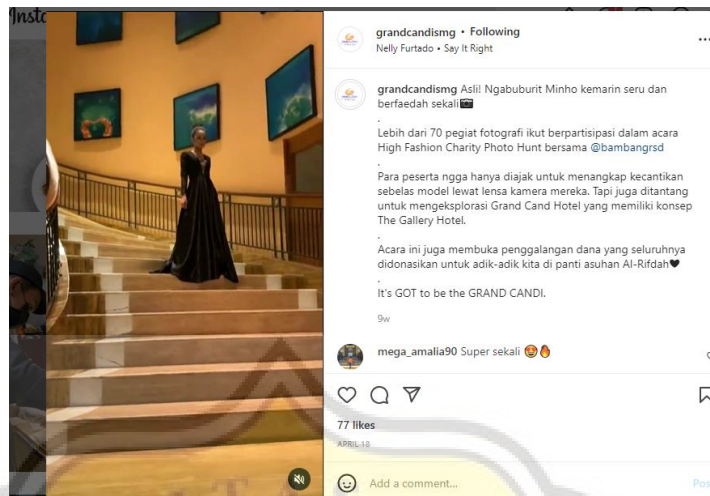 grandcandismg • Following
Nelly Furtado • Say It Right
grandcandismg Asli! Ngabuburit Minho kemarin seru dan
berfaedah sekali📷
.
Lebih dari 70 pegiat fotografi ikut berpartisipasi dalam acara
High Fashion Charity Photo Hunt bersama @bambangrsd
.
Para peserta ngga hanya diajak untuk menangkap kecantikan
sebelas model lewat lensa kamera mereka. Tapi juga ditantang
untuk mengeksplorasi Grand Cand Hotel yang memiliki konsep
The Gallery Hotel.
.
Acara ini juga membuka penggalangan dana yang seluruhnya
didonasikan untuk adik-adik kita di panti asuhan Al-Rifdah🖤
.
It's GOT to be the GRAND CANDI.
9w
mega_amalia90 Super sekali 😍🔥
77 likes
APRIL 18
Add a comment...
Pos